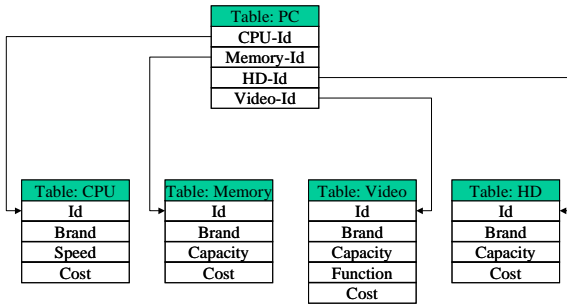 Table: PC
CPU-Id
Memory-Id
HD-Id
Video-Id
Table: CPU
Id
Brand
Speed
Cost
Table: Memory
Id
Brand
Capacity
Cost
Table: Video
Id
Brand
Capacity
Function
Cost
Table: HD
Id
Brand
Capacity
Cost